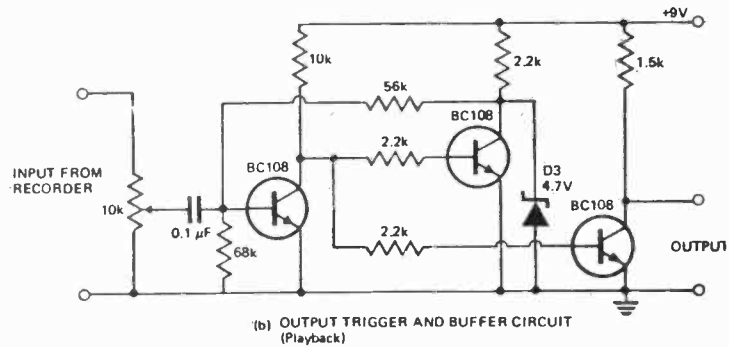 +9V
10k
2.2k
1.5k
56k
BC108
2.2k
INPUT FROM
RECORDER
BC108
D3
4.7V
BC108
10k
0.1 µF
68k
2.2k
OUTPUT
(b) OUTPUT TRIGGER AND BUFFER CIRCUIT
(Playback)